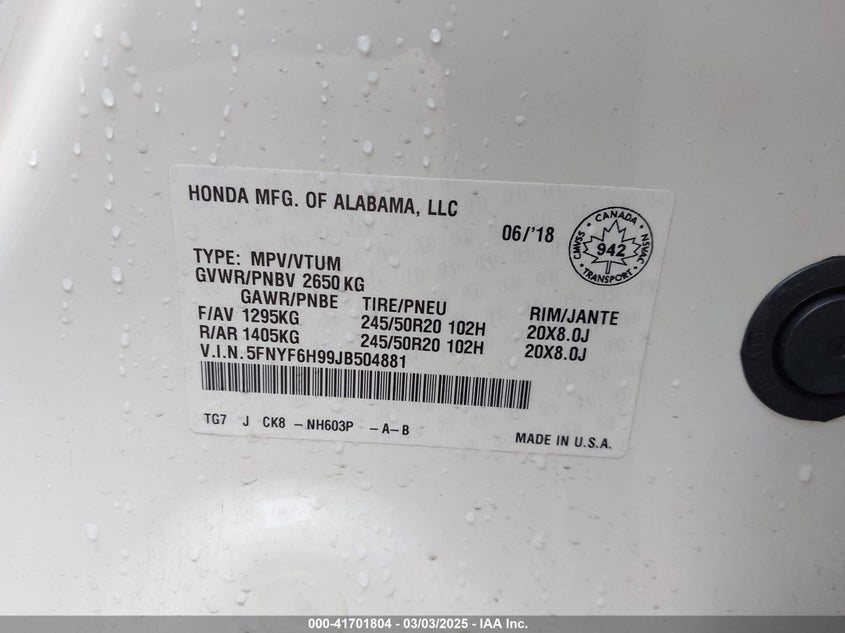 HONDA MFG. OF ALABAMA, LLC
06/'18
CANADA
CMVSS
942
NSVAC
TRANSPORT
TYPE: MPV/VTUM
GVWR/PNBV 2650 KG
GAWR/PNBE TIRE/PNEU RIM/JANTE
F/AV 1295KG 245/50R20 102H 20X8.0J
R/AR 1405KG 245/50R20 102H 20X8.0J
V.I.N. 5FNYF6H99JB504881
TG7 J CK8 - NH603P - A - B
MADE IN U.S.A.
000-41701804 - 03/03/2025 - IAA Inc.